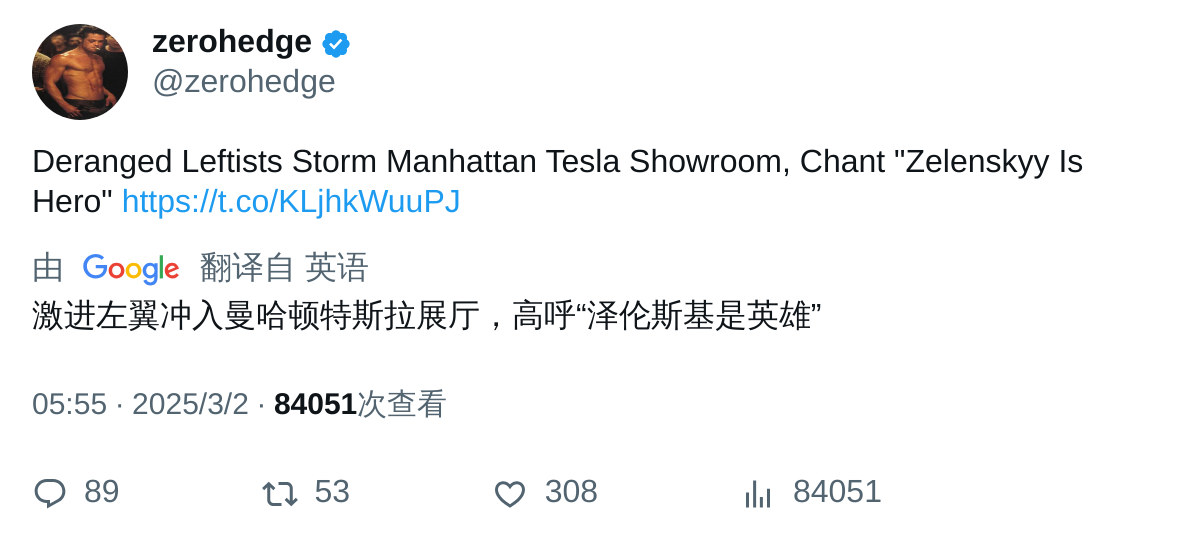 zerohedge
@zerohedge
Deranged Leftists Storm Manhattan Tesla Showroom, Chant "Zelenskyy Is
Hero" https://t.co/KLjhkWuuPJ
由 Google 翻译自 英语
激进左翼冲入曼哈顿特斯拉展厅，高呼“泽伦斯基是英雄”
05:55 · 2025/3/2 · 84051次查看
89 53 308 84051